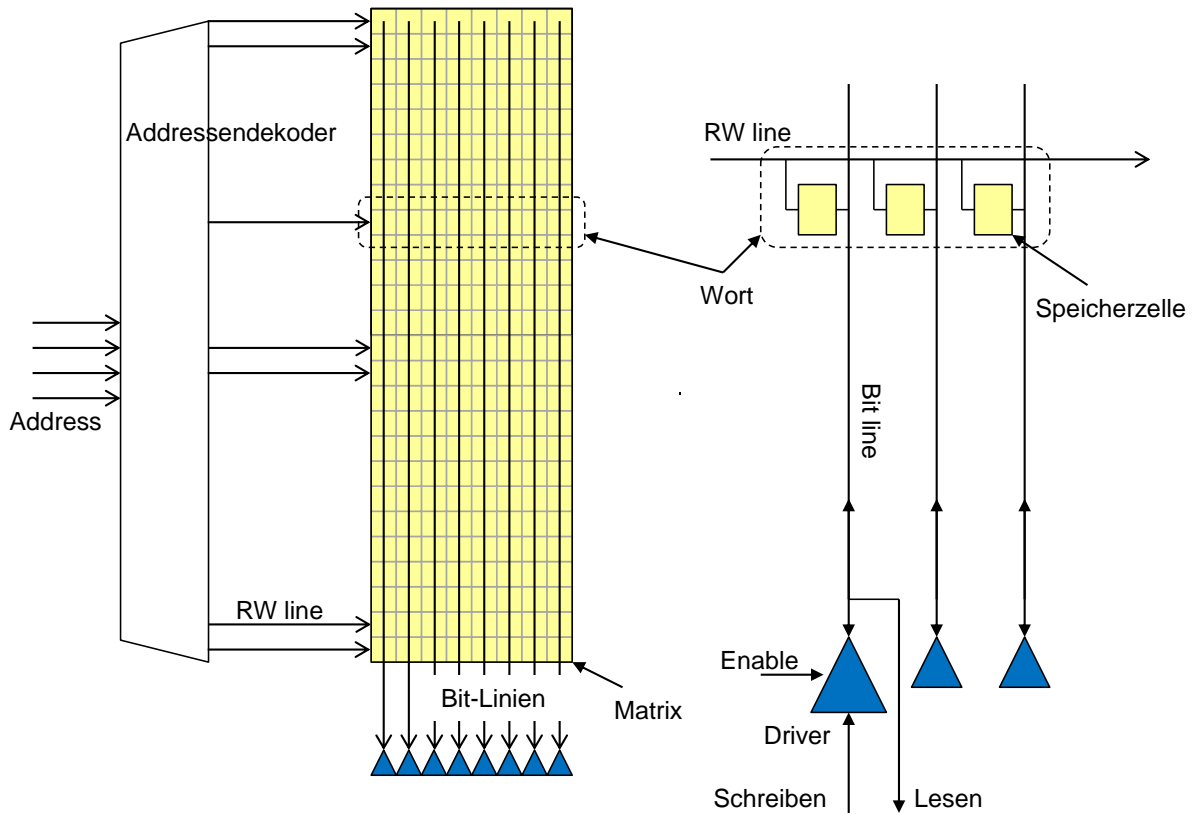 Addressendekoder
RW line
Wort
Speicherzelle
Address
Bit line
RW line
Enable
Bit-Linien
Matrix
Driver
Schreiben
Lesen